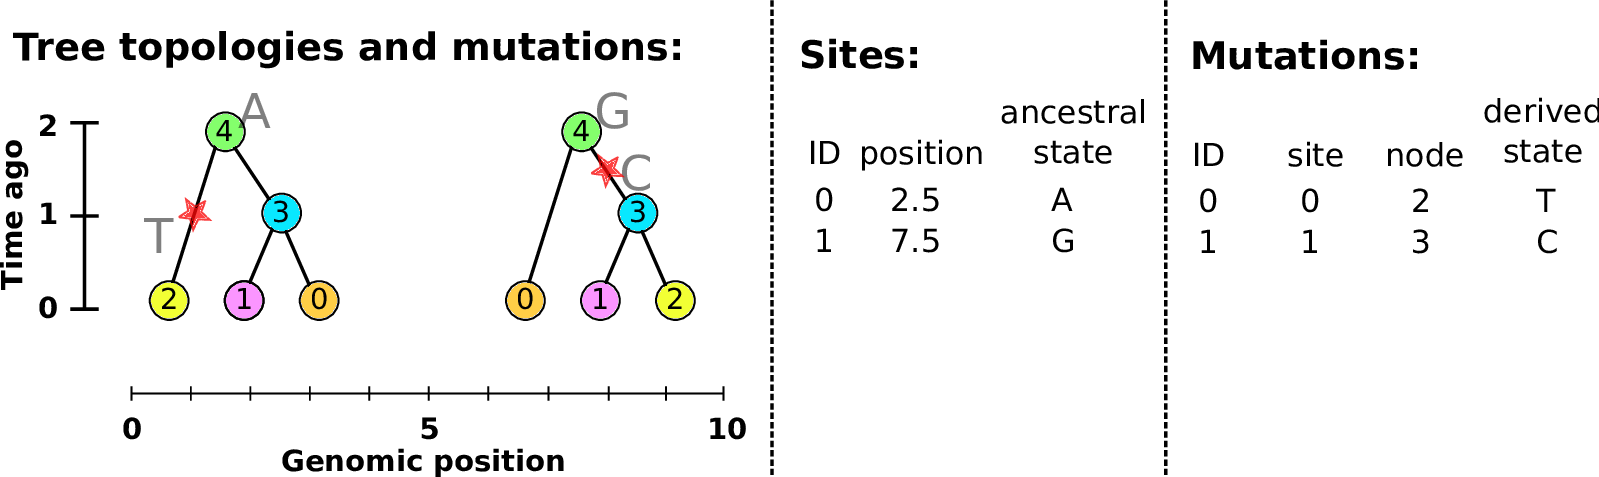 Tree topologies and mutations:
A
G
2
4
4
C
Time ago
1
3
3
T
0
2
1
0
0
1
2
0
5
10
Genomic position
Sites:
ancestral
ID position state
0 2.5 A
1 7.5 G
Mutations:
derived
ID site node state
0 0 2 T
1 1 3 C